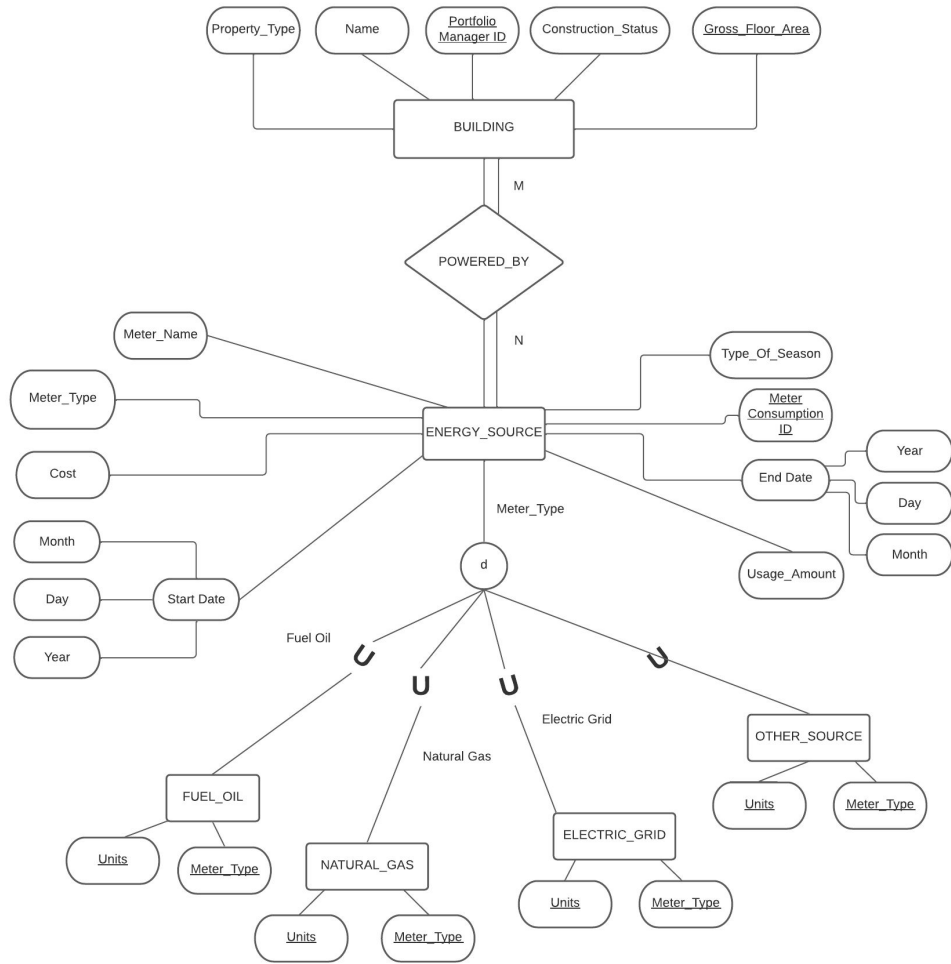 Property_Type
Name
Portfolio
Manager ID
Construction_Status
Gross_Floor_Area
BUILDING
M
POWERED_BY
N
Meter_Name
Type_Of_Season
Meter_Type
Meter
Consumption
ID
ENERGY_SOURCE
Cost
End Date
Year
Day
Month
Meter_Type
Month
Day
Year
Start Date
d
Usage_Amount
Fuel Oil
U
U
U
U
Natural Gas
Electric Grid
OTHER_SOURCE
Units
Meter_Type
FUEL_OIL
Units
Meter_Type
ELECTRIC_GRID
Units
Meter_Type
NATURAL_GAS
Units
Meter_Type